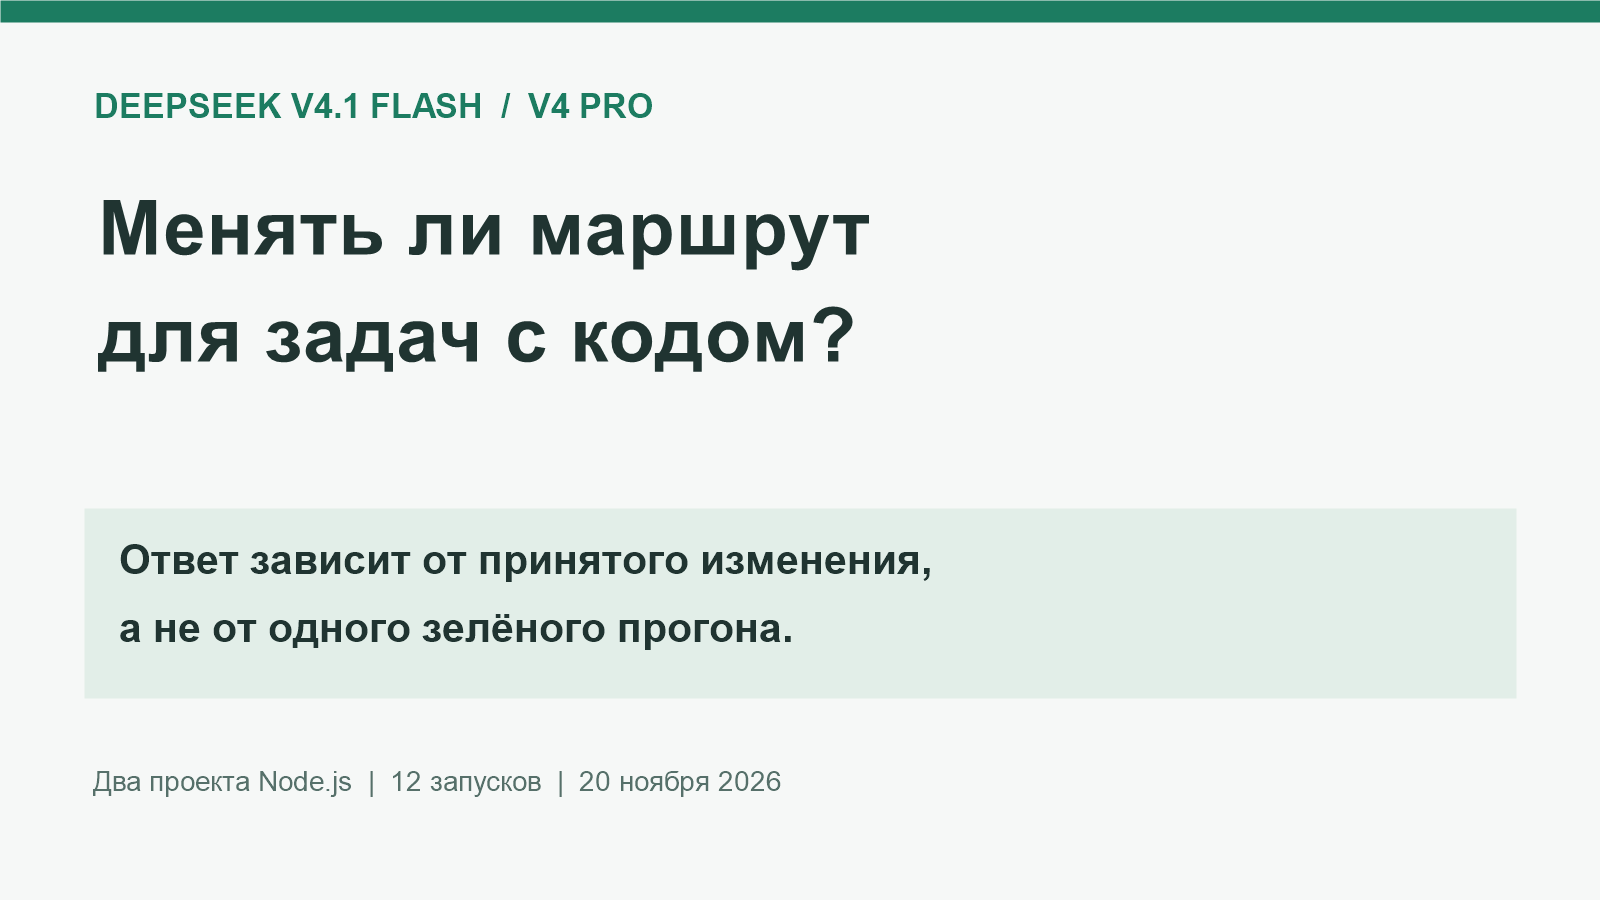 DEEPSEEK V4.1 FLASH / V4 PRO
Менять ли маршрут
для задач с кодом?
Ответ зависит от принятого изменения,
а не от одного зелёного прогона.
Два проекта Node.js | 12 запусков | 20 ноября 2026